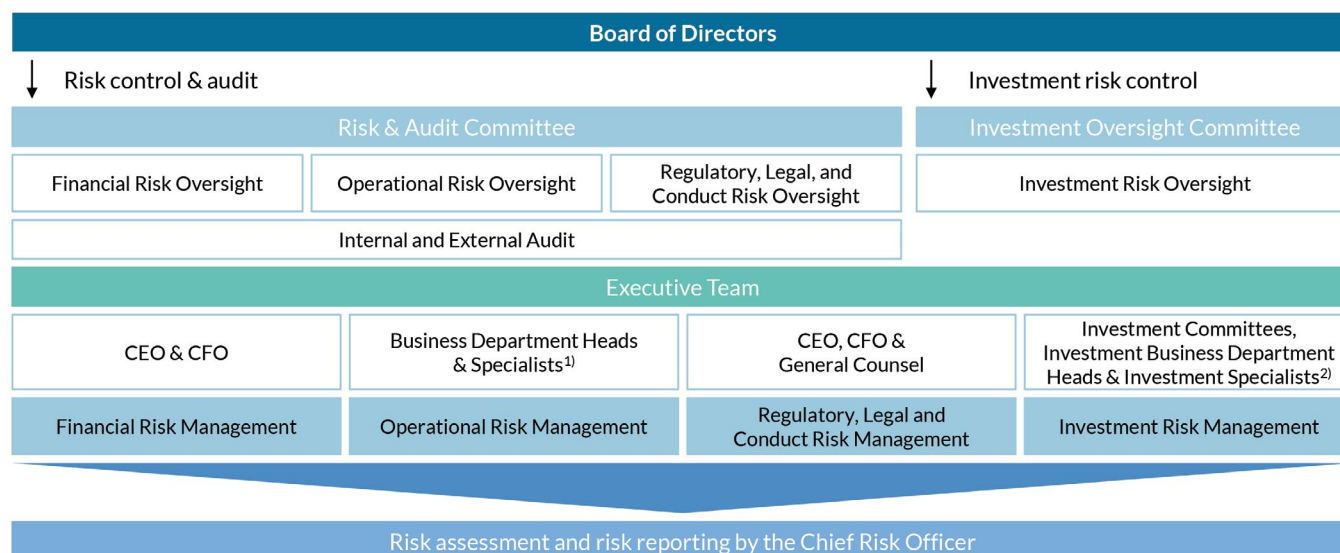 Board of Directors
Risk control & audit
Investment risk control
Risk & Audit Committee
Investment Oversight Committee
Financial Risk Oversight
Operational Risk Oversight
Regulatory, Legal, and
Conduct Risk Oversight
Investment Risk Oversight
Internal and External Audit
Executive Team
CEO & CFO
Business Department Heads
& Specialists1)
CEO, CFO &
General Counsel
Investment Committees,
Investment Business Department
Heads & Investment Specialists2)
Financial Risk Management
Operational Risk Management
Regulatory, Legal and
Conduct Risk Management
Investment Risk Management
Risk assessment and risk reporting by the Chief Risk Officer